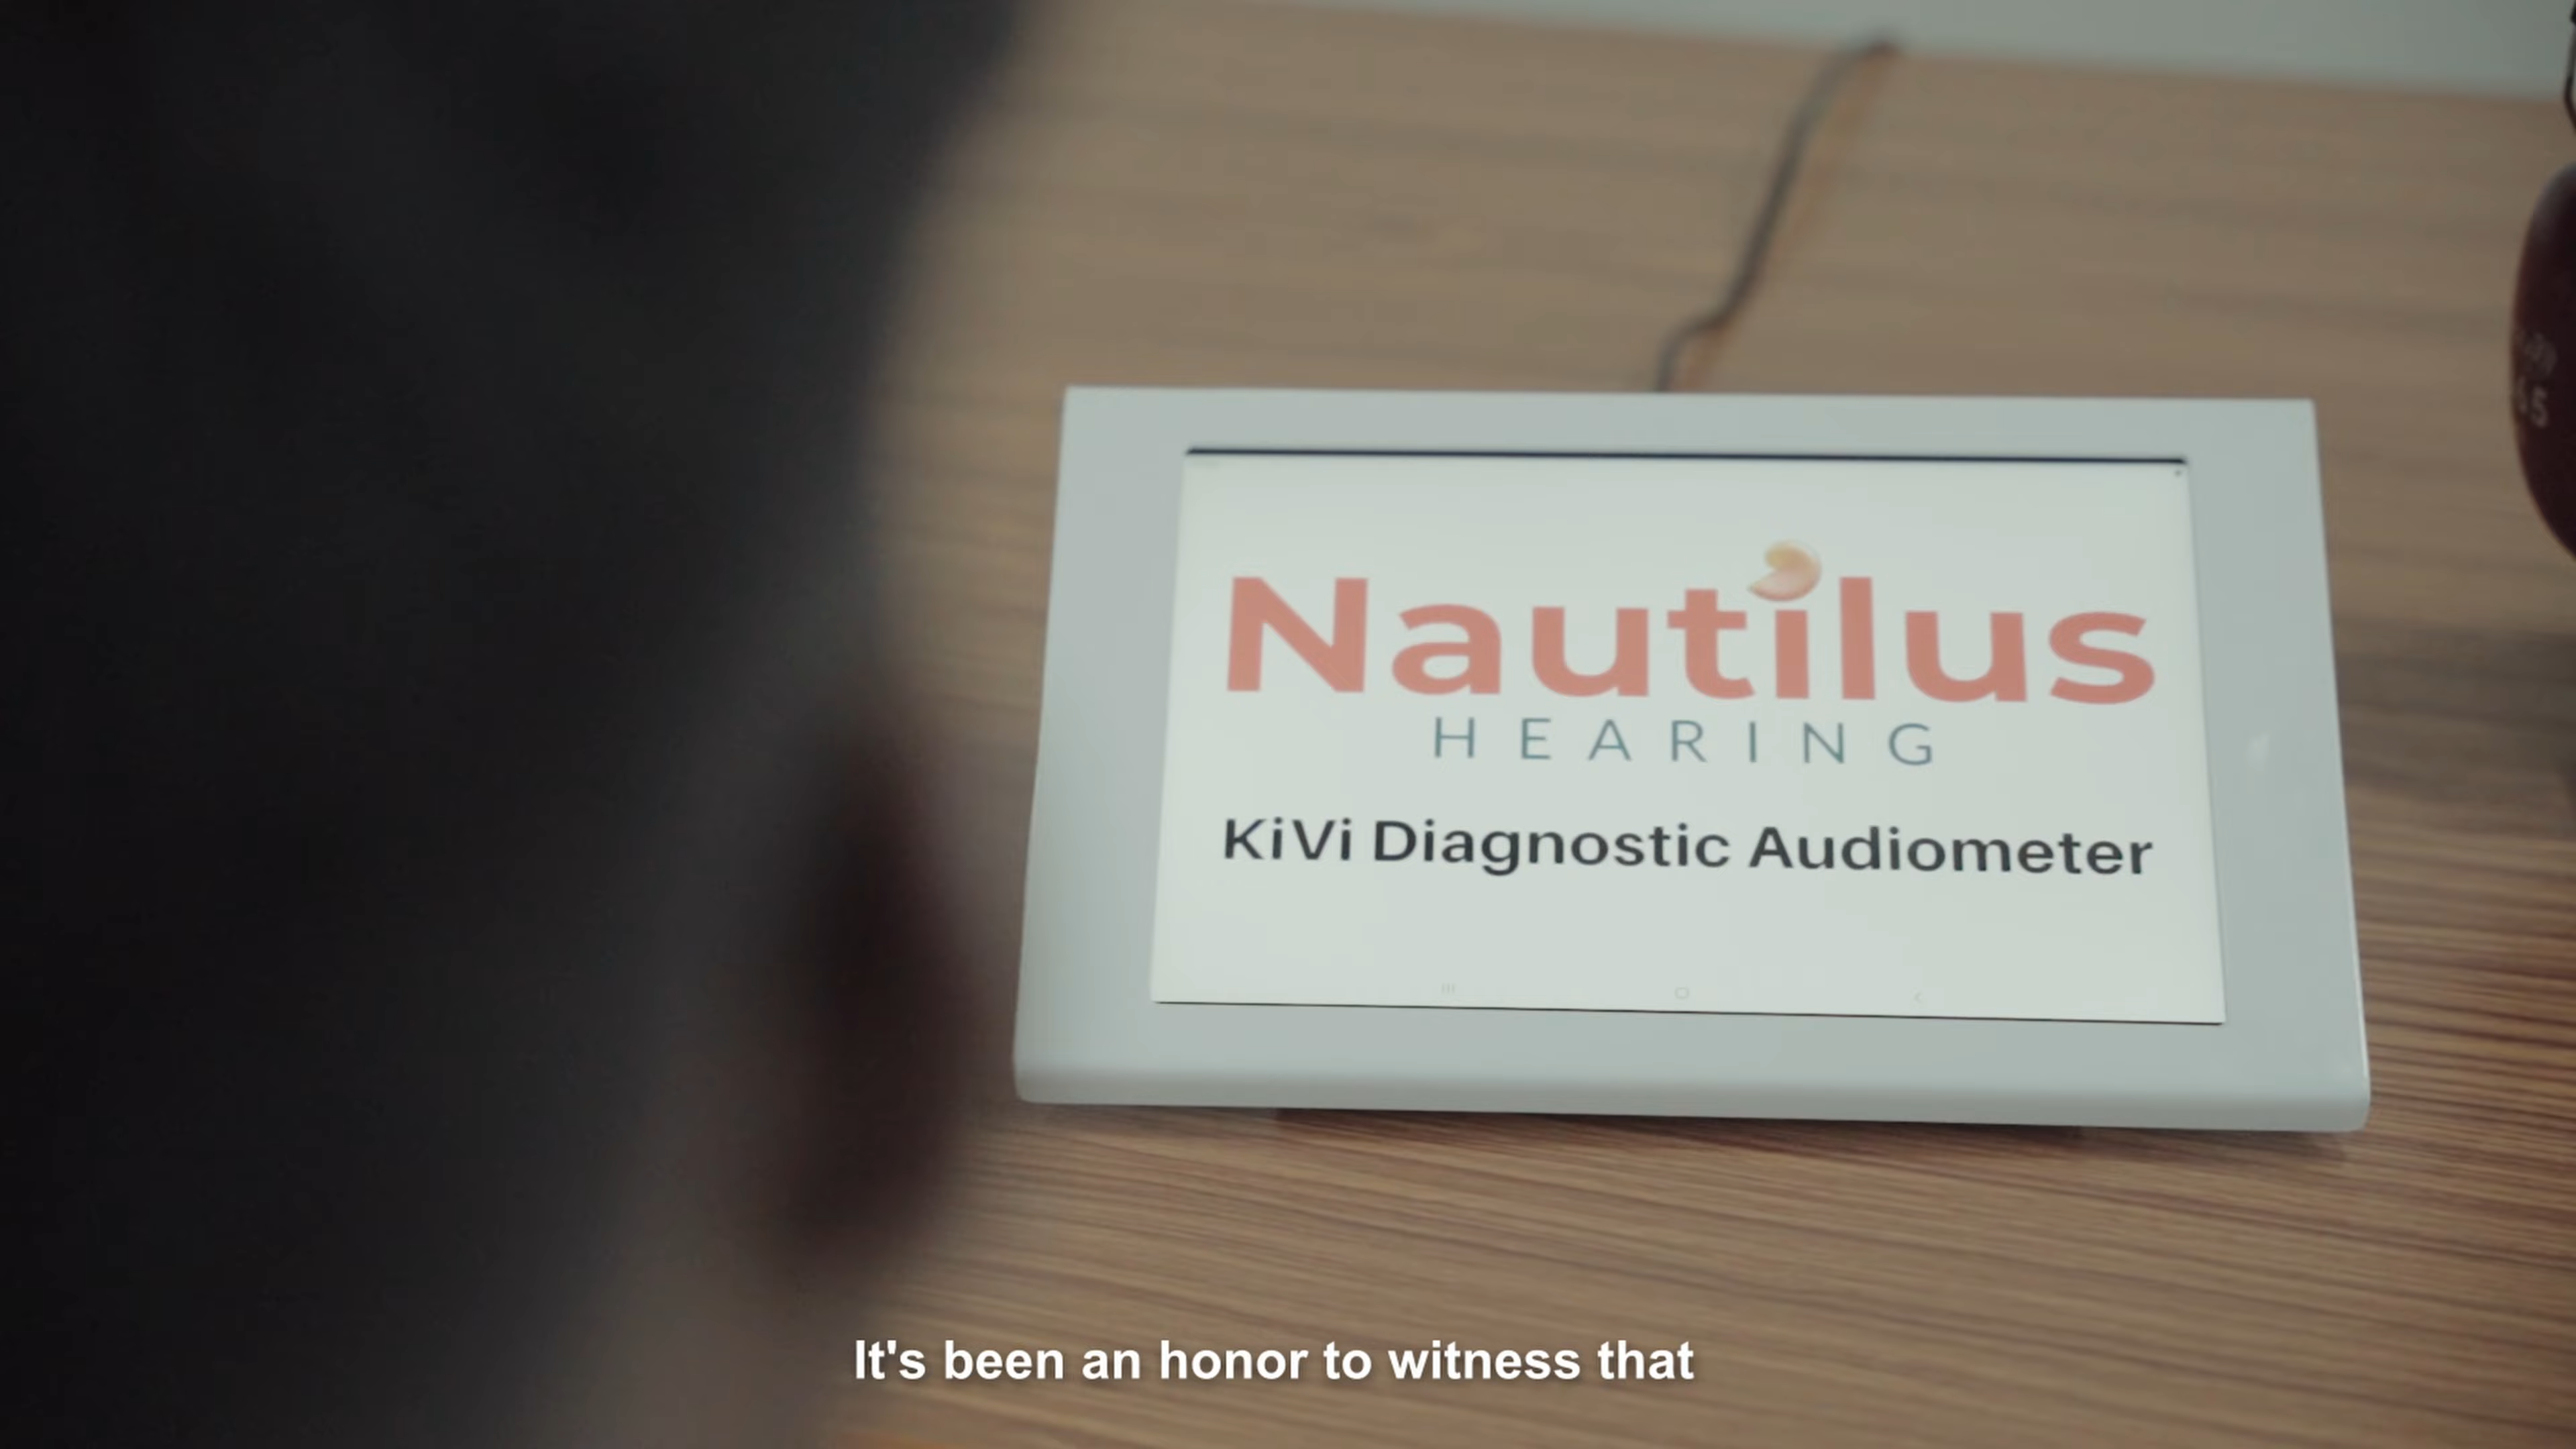 Nautilus
HEARING
KiVi Diagnostic Audiometer
It's been an honor to witness that